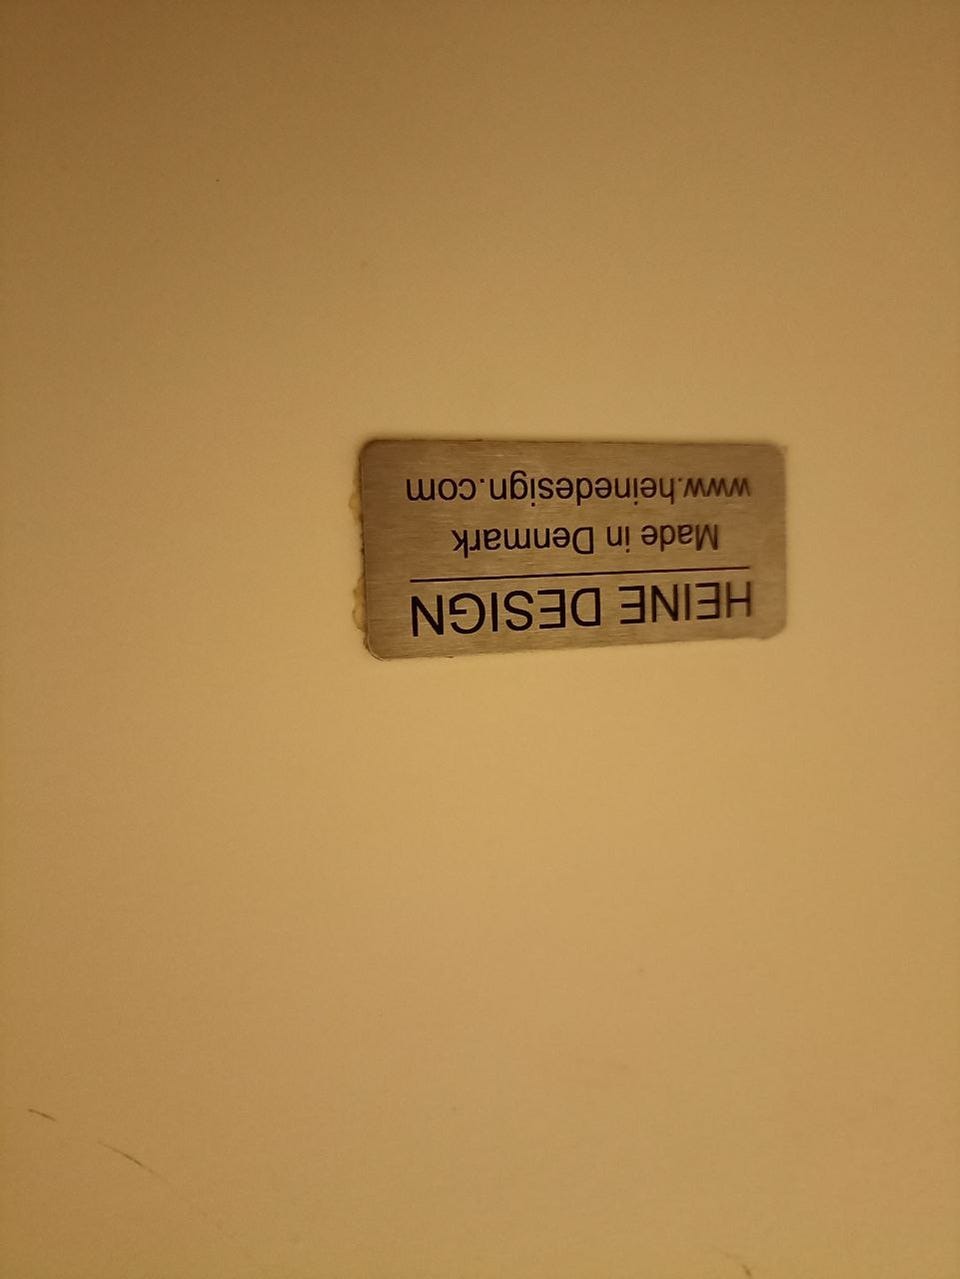 HEINE DESIGN
Made in Denmark
www.heinedesign.com